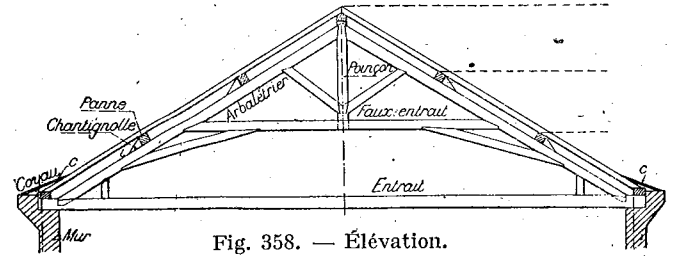 Poinçon
Panne
Arbalétrier
Faux-entrait
Chantignolle
Coyau
c
c
Entrait
Mur
Fig. 358. — Élévation.